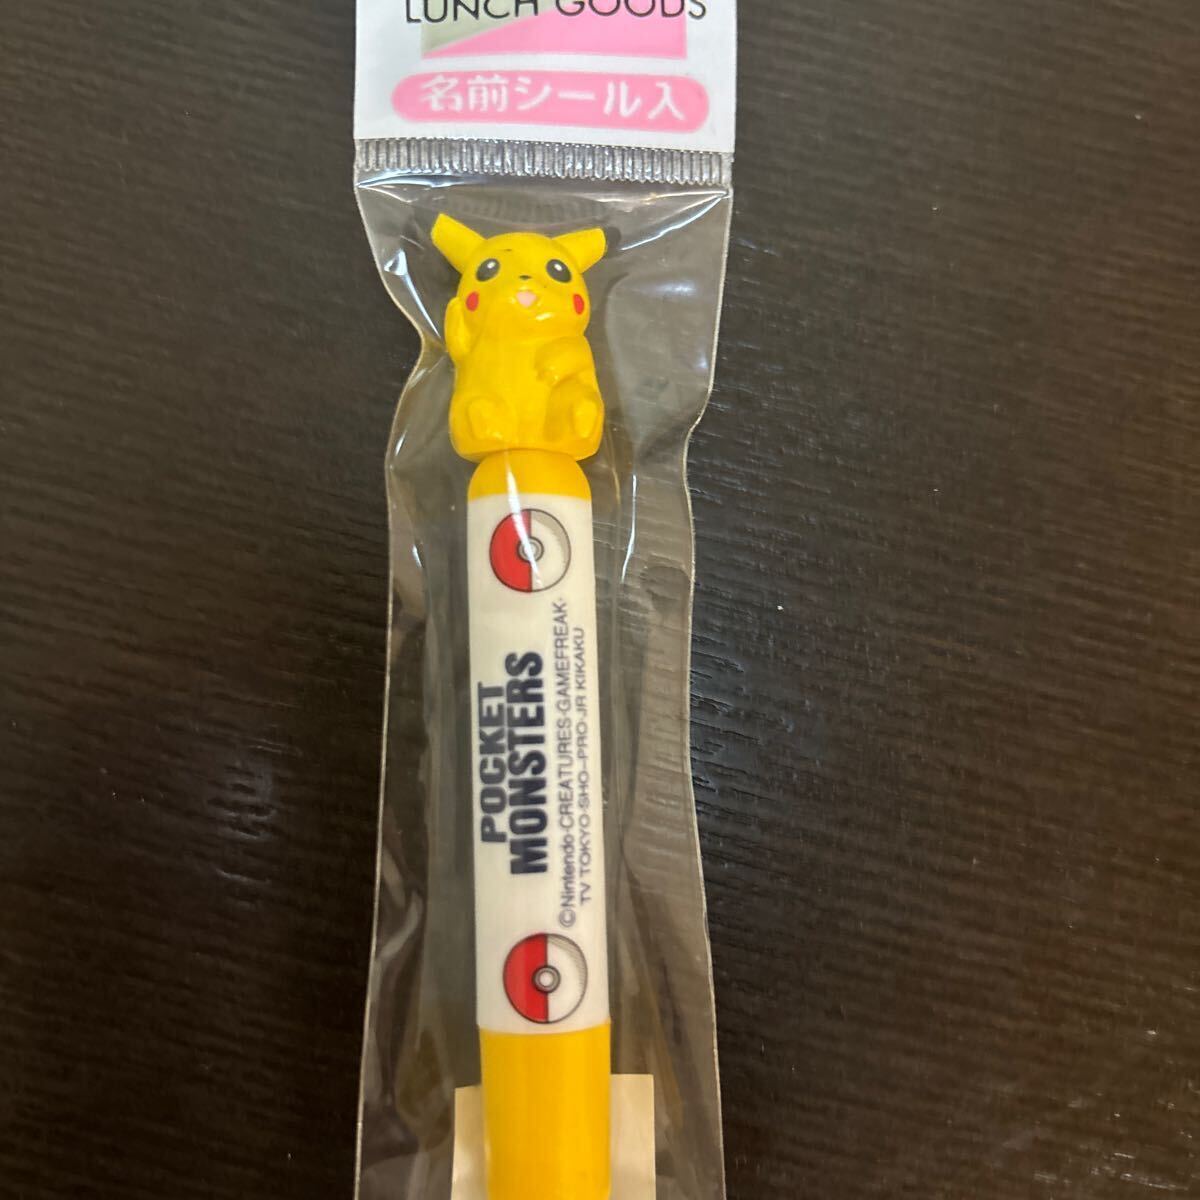 LUNCH GOODS
名前シール入
POCKET
MONSTERS
©Nintendo·CREATURES·GAMEFREAK·
TV TOKYO·SHO-PRO·JR KIKAKU